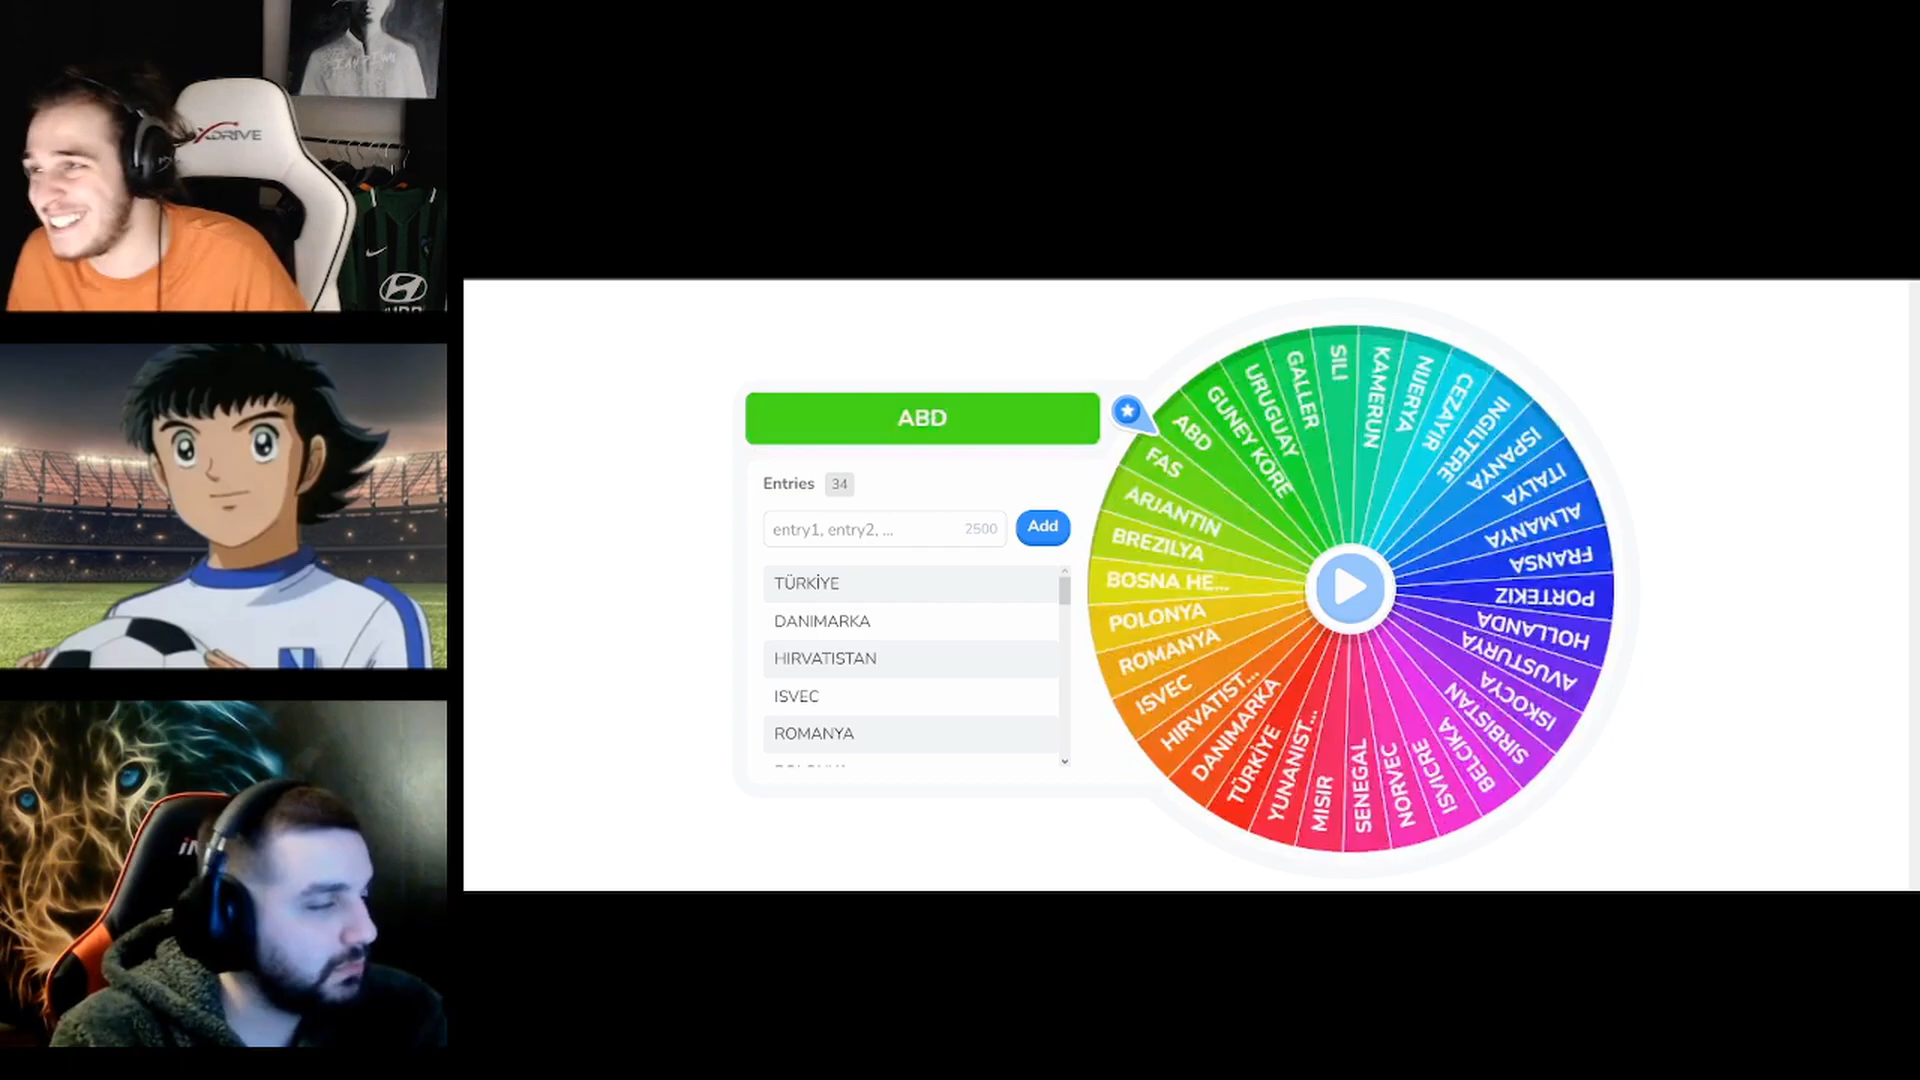 XDRIVE
ABD
Entries 34
entry1, entry2, ... 2500
Add
TÜRKİYE
DANIMARKA
HIRVATISTAN
ISVEC
ROMANYA
SILI
KAMERUN
NIJERYA
CEZAYIR
INGILTERE
ISPANYA
ITALYA
ALMANYA
FRANSA
PORTEKIZ
HOLLANDA
AVUSTURYA
ISKOCYA
SIRBISTAN
BELCIKA
ISVICRE
NORVEC
SENEGAL
MISIR
YUNANIST...
TÜRKİYE
DANIMARKA
HIRVATIST...
ISVEC
ROMANYA
POLONYA
BOSNA HE...
BREZILYA
ARJANTIN
FAS
ABD
GUNEY KORE
URUGUAY
GALLER